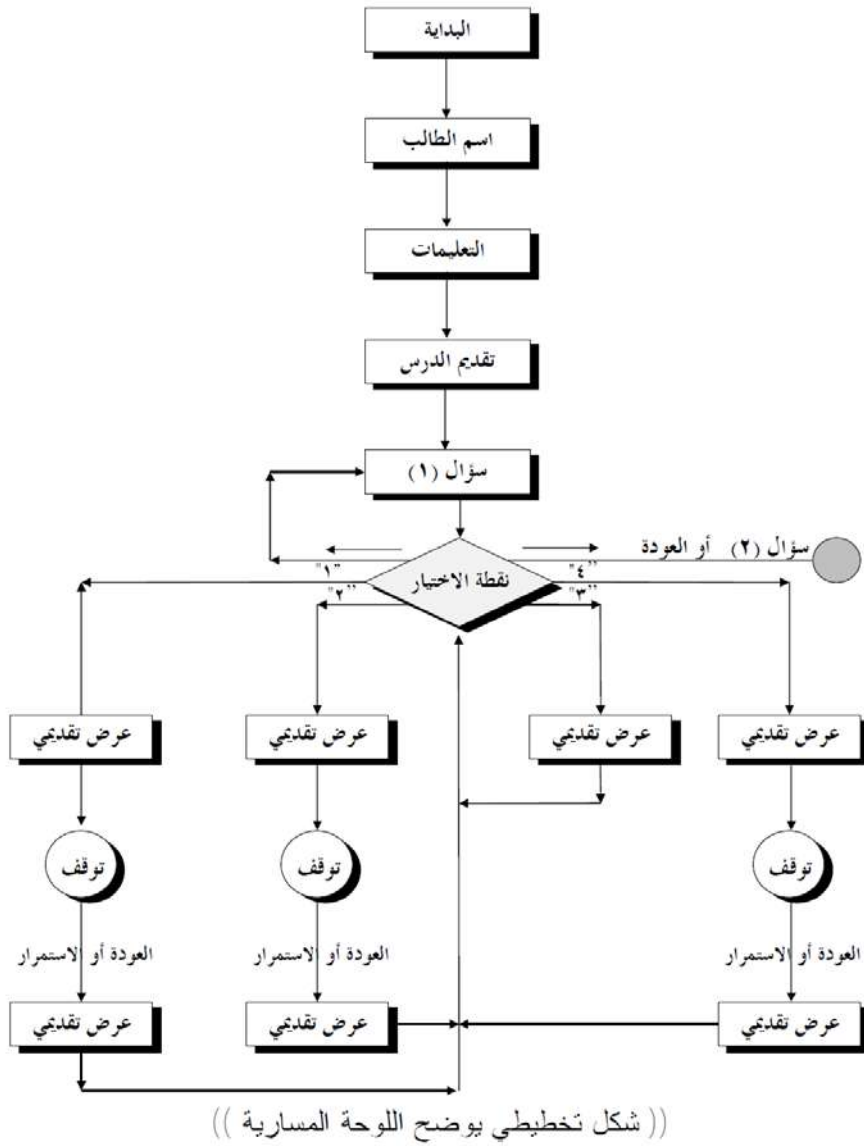 البداية
اسم الطالب
التعليمات
تقديم الدرس
سؤال (١)
سؤال (٢) أو العودة
نقطة الاختيار
"١"
"٢"
"٣"
"٤"
عرض تقديمي
عرض تقديمي
عرض تقديمي
عرض تقديمي
توقف
توقف
توقف
العودة أو الاستمرار
العودة أو الاستمرار
العودة أو الاستمرار
عرض تقديمي
عرض تقديمي
عرض تقديمي
(( شكل تخطيطي يوضح اللوحة المسارية ))